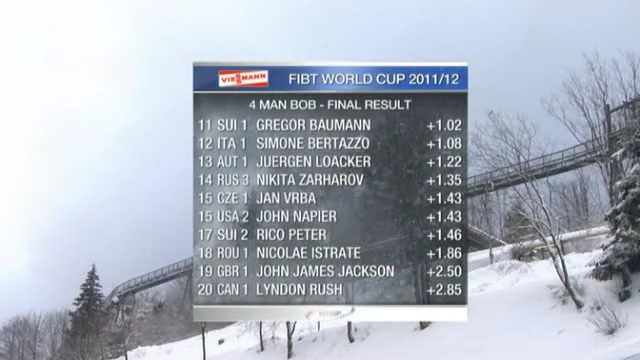 VIESMANN
FIBT WORLD CUP 2011/12
4 MAN BOB - FINAL RESULT
11 SUI 1 GREGOR BAUMANN +1.02
12 ITA 1 SIMONE BERTAZZO +1.08
13 AUT 1 JUERGEN LOACKER +1.22
14 RUS 3 NIKITA ZARHAROV +1.35
15 CZE 1 JAN VRBA +1.43
15 USA 2 JOHN NAPIER +1.43
17 SUI 2 RICO PETER +1.46
18 ROU 1 NICOLAE ISTRATE +1.86
19 GBR 1 JOHN JAMES JACKSON +2.50
20 CAN 1 LYNDON RUSH +2.85